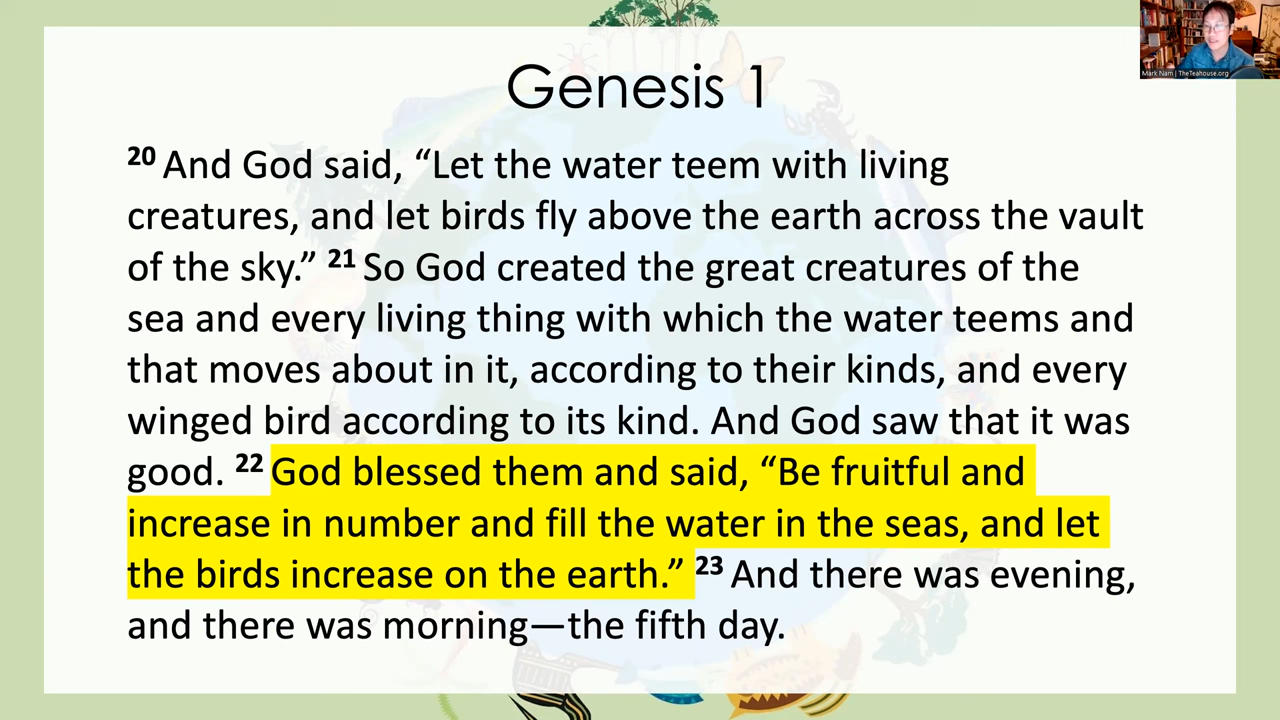 Mark Nam | TheTeahouse.org
Genesis 1
20 And God said, “Let the water teem with living
creatures, and let birds fly above the earth across the vault
of the sky.” 21 So God created the great creatures of the
sea and every living thing with which the water teems and
that moves about in it, according to their kinds, and every
winged bird according to its kind. And God saw that it was
good. 22 God blessed them and said, “Be fruitful and
increase in number and fill the water in the seas, and let
the birds increase on the earth.” 23 And there was evening,
and there was morning—the fifth day.